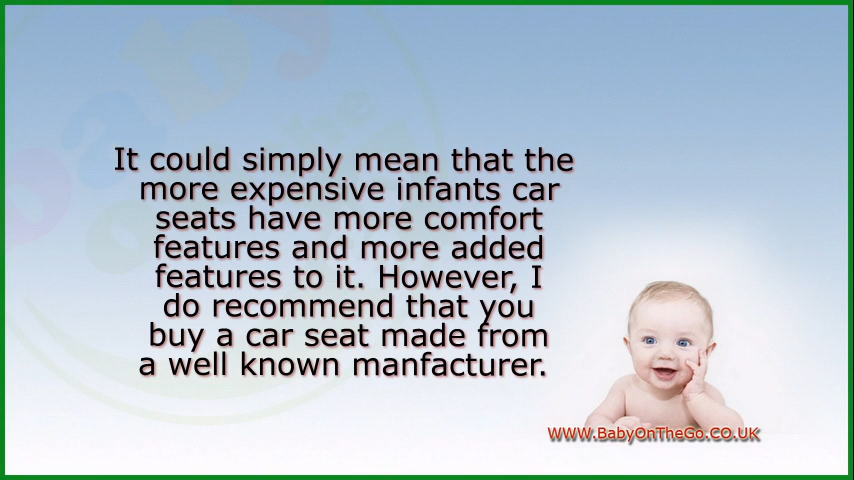 baby
the
It could simply mean that the
more expensive infants car
seats have more comfort
features and more added
features to it. However, I
do recommend that you
buy a car seat made from
a well known manfacturer.
WWW.BabyOnTheGo.CO.UK